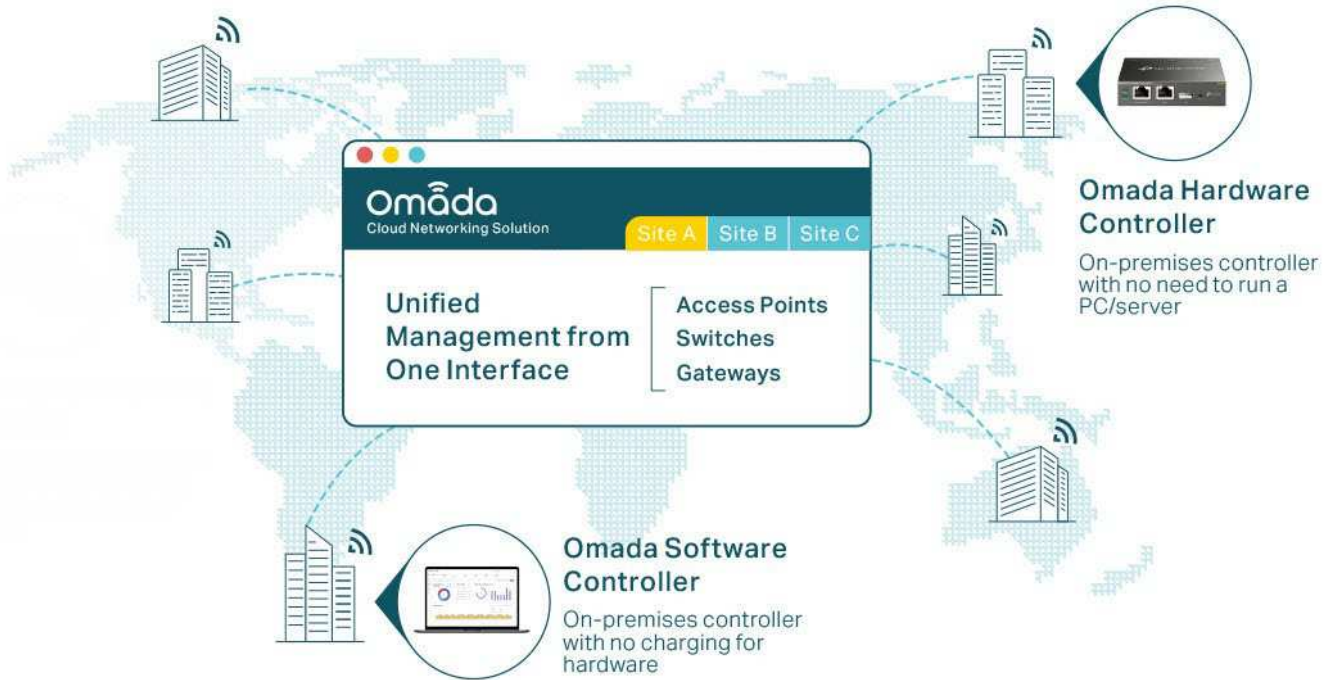 Omada
Cloud Networking Solution
Site A
Site B
Site C
Unified
Management from
One Interface
Access Points
Switches
Gateways
Omada Hardware
Controller
On-premises controller
with no need to run a
PC/server
Omada Software
Controller
On-premises controller
with no charging for
hardware